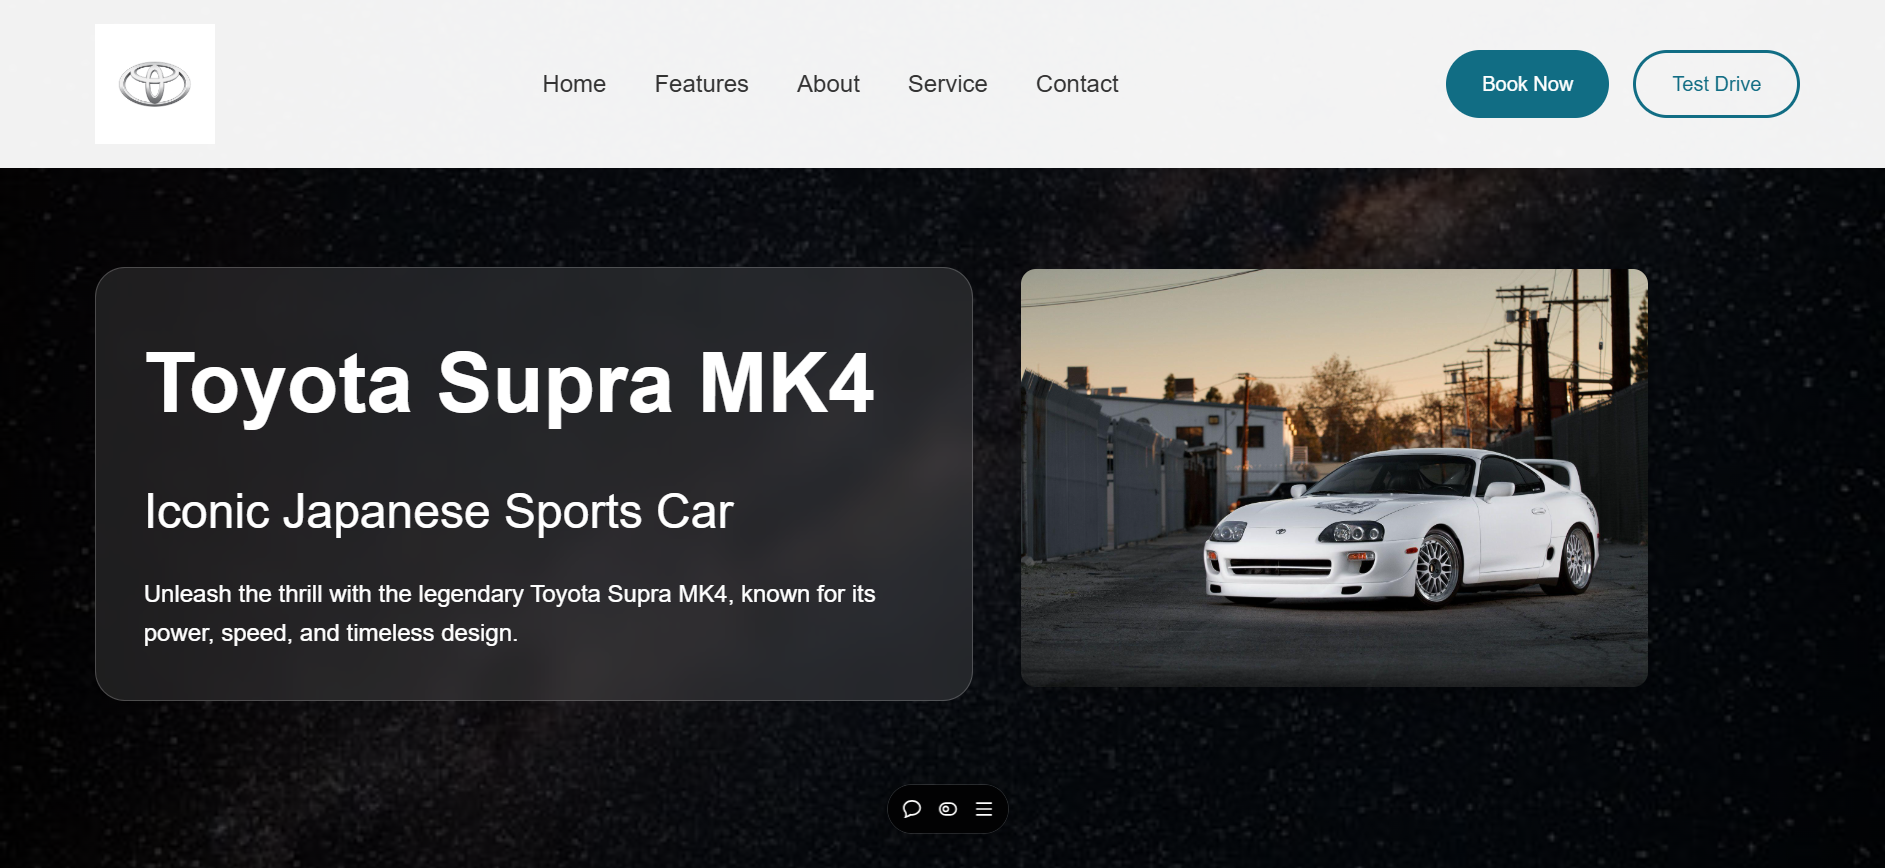 Home
Features
About
Service
Contact
Book Now
Test Drive
Toyota Supra MK4
Iconic Japanese Sports Car
Unleash the thrill with the legendary Toyota Supra MK4, known for its
power, speed, and timeless design.